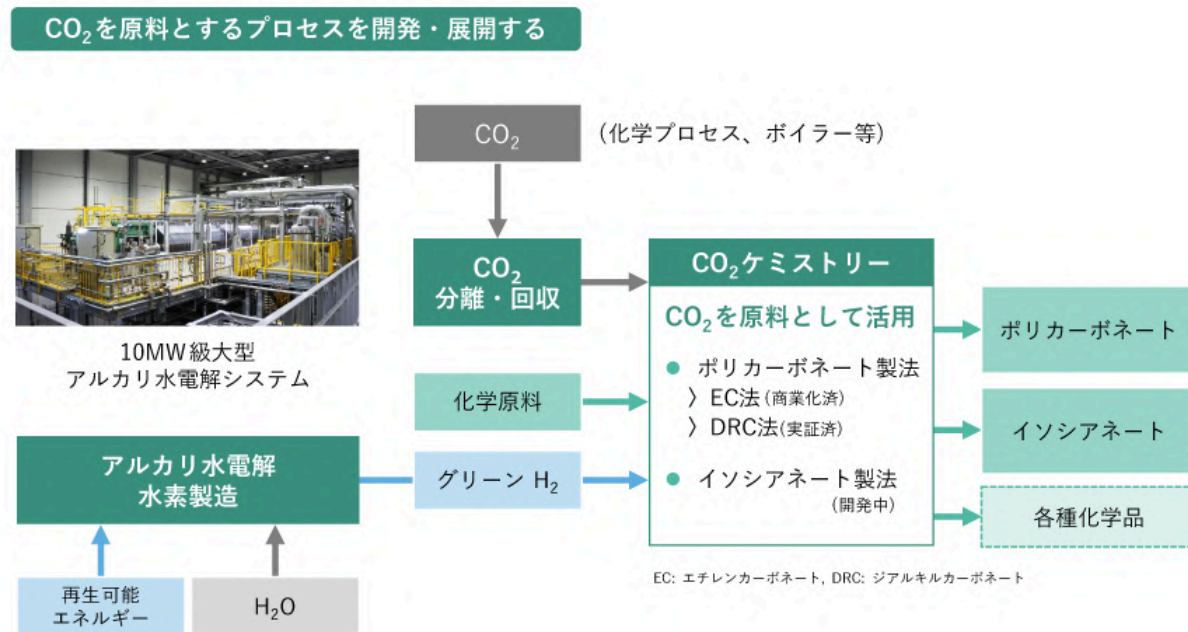 CO₂を原料とするプロセスを開発・展開する
CO₂
(化学プロセス、ボイラー等)
10MW級大型
アルカリ水電解システム
CO₂
分離・回収
化学原料
アルカリ水電解
水素製造
グリーン H₂
再生可能
エネルギー
H₂O
CO₂ケミストリー
CO₂を原料として活用
● ポリカーボネート製法
〉EC法(商業化済)
〉DRC法(実証済)
● イソシアネート製法
(開発中)
ポリカーボネート
イソシアネート
各種化学品
EC: エチレンカーボネート, DRC: ジアルキルカーボネート